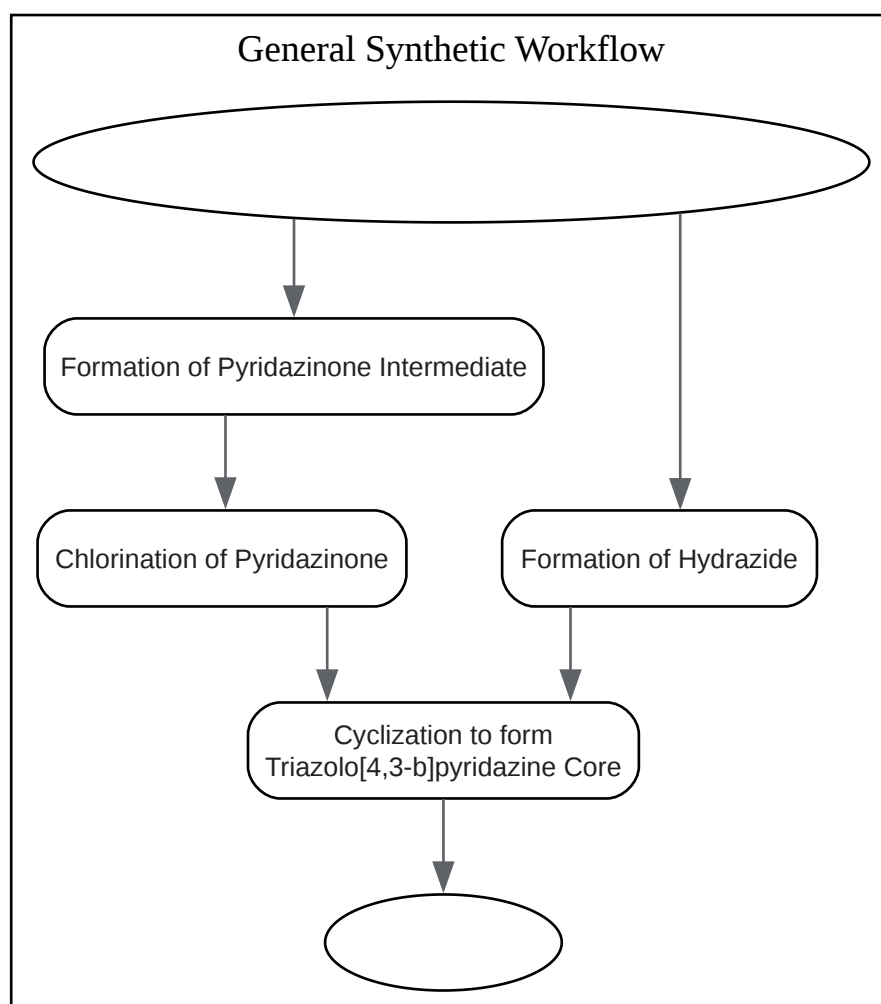 General Synthetic Workflow
Formation of Pyridazinone Intermediate
Chlorination of Pyridazinone
Formation of Hydrazide
Cyclization to form
Triazolo[4,3-b]pyridazine Core